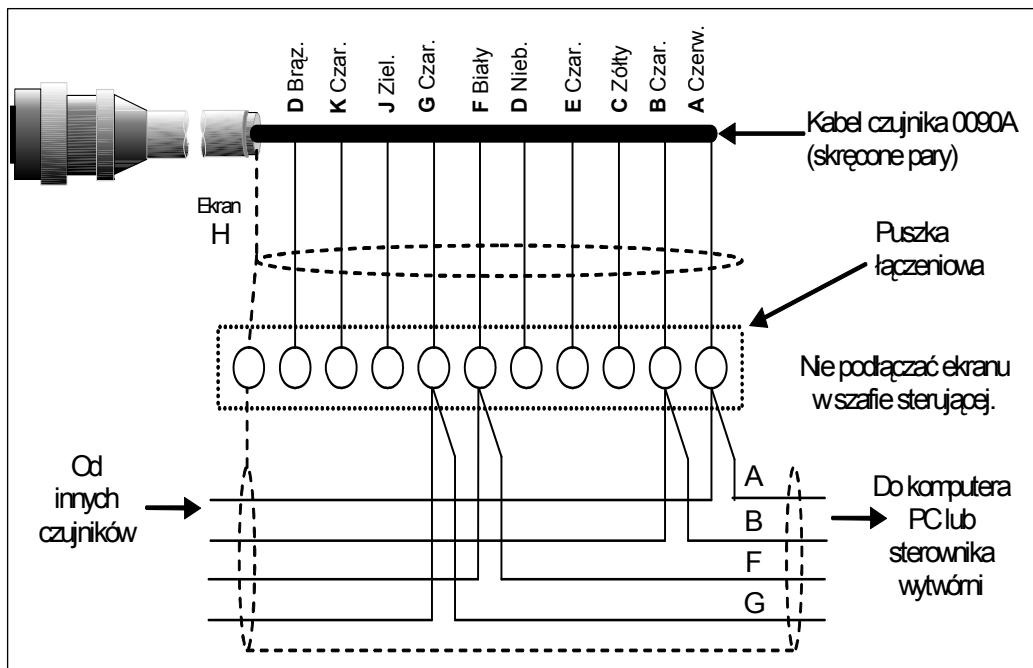 D Brąz.
K Czar.
J Ziel.
G Czar.
F Biały
D Nieb.
E Czar.
C Żółty
B Czar.
A Czerw.
Kabel czujnika 0090A
(skręcone pary)
Ekran
H
Puszka
łączeniowa
Nie podłączać ekranu
w szafie sterującej.
Od
innych
czujników
A
B
F
G
Do komputera
PC lub
sterownika
wytwórni